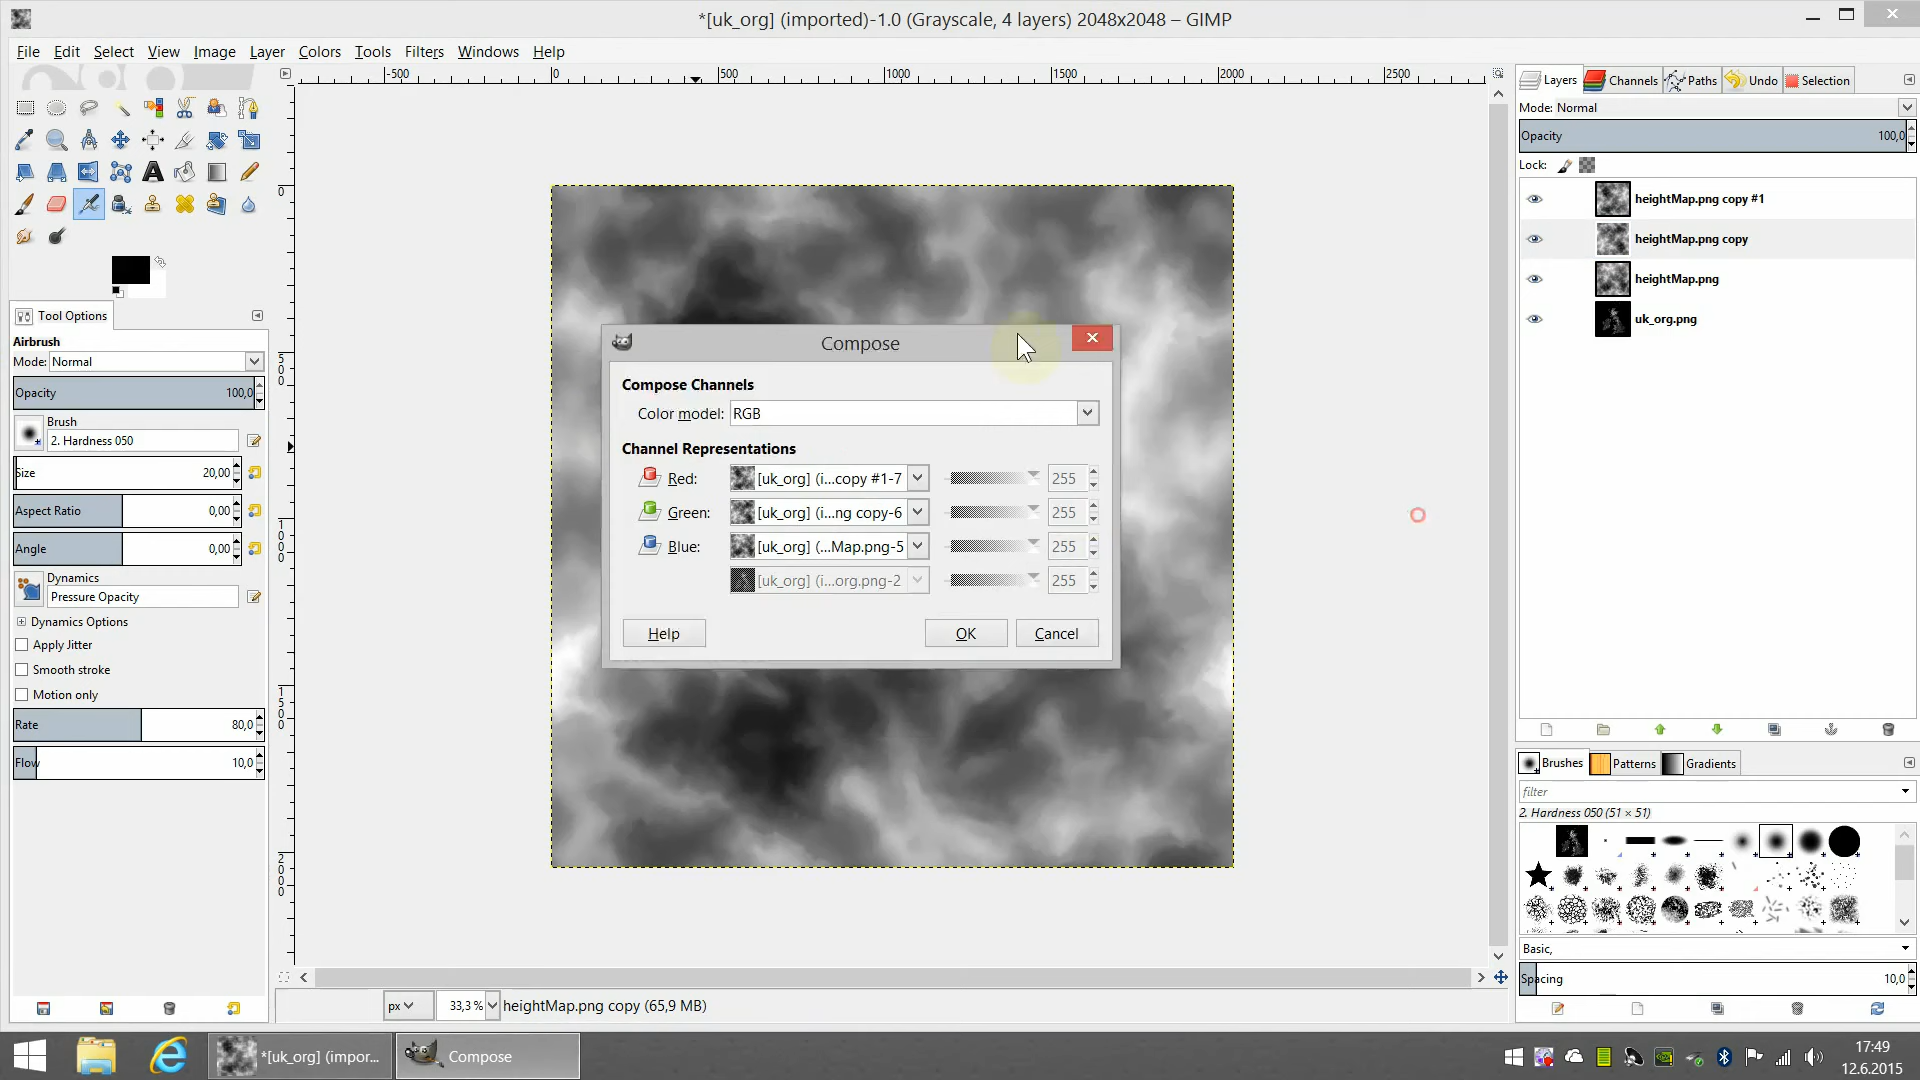 *[uk_org] (imported)-1.0 (Grayscale, 4 layers) 2048x2048 – GIMP
File Edit Select View Image Layer Colors Tools Filters Windows Help
-500 0 500 1000 1500 2000 2500
Layers Channels Paths Undo Selection
Mode: Normal
Opacity 100,0
Lock:
heightMap.png copy #1
heightMap.png copy
heightMap.png
uk_org.png
0
500
1000
1500
2000
Tool Options
Airbrush
Mode: Normal
Opacity 100,0
Brush
2. Hardness 050
Size 20,00
Aspect Ratio 0,00
Angle 0,00
Dynamics
Pressure Opacity
Dynamics Options
Apply Jitter
Smooth stroke
Motion only
Rate 80,0
Flow 10,0
Compose
Compose Channels
Color model: RGB
Channel Representations
Red: [uk_org] (i...copy #1-7 255
Green: [uk_org] (i...ng copy-6 255
Blue: [uk_org] (...Map.png-5 255
[uk_org] (i...org.png-2 255
Help OK Cancel
Brushes Patterns Gradients
filter
2. Hardness 050 (51 × 51)
Basic,
Spacing 10,0
px 33,3 % heightMap.png copy (65,9 MB)
*[uk_org] (impor... Compose
17:49
12.6.2015